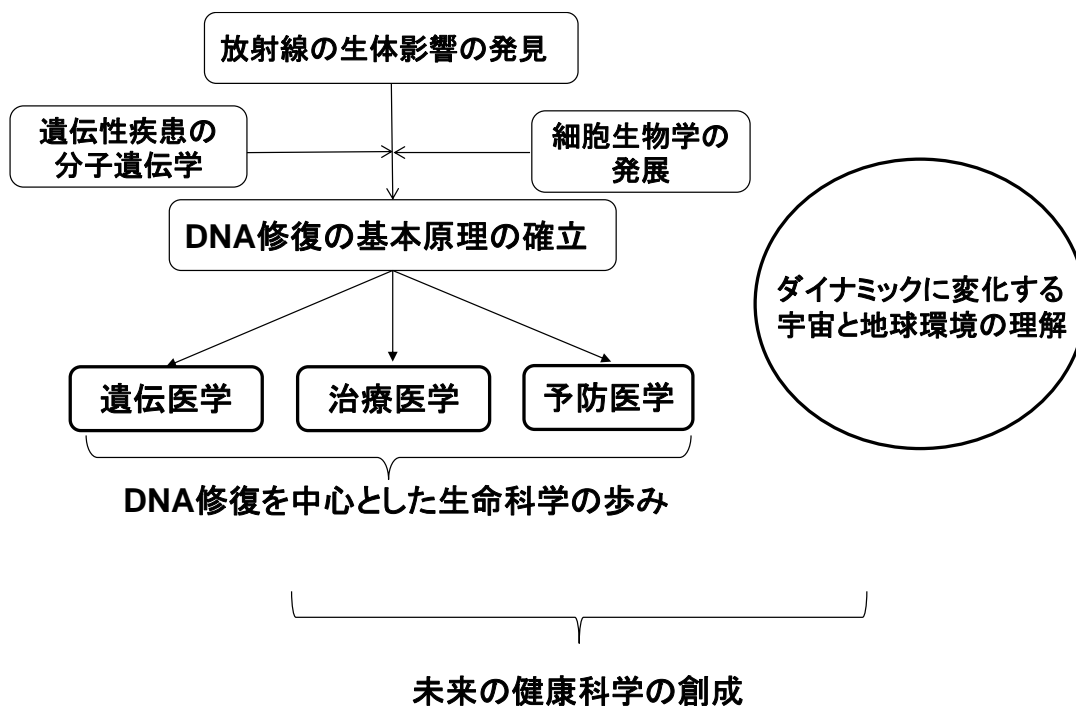 放射線の生体影響の発見
遺伝性疾患の
分子遺伝学
細胞生物学の
発展
DNA修復の基本原理の確立
ダイナミックに変化する
宇宙と地球環境の理解
遺伝医学
治療医学
予防医学
DNA修復を中心とした生命科学の歩み
未来の健康科学の創成